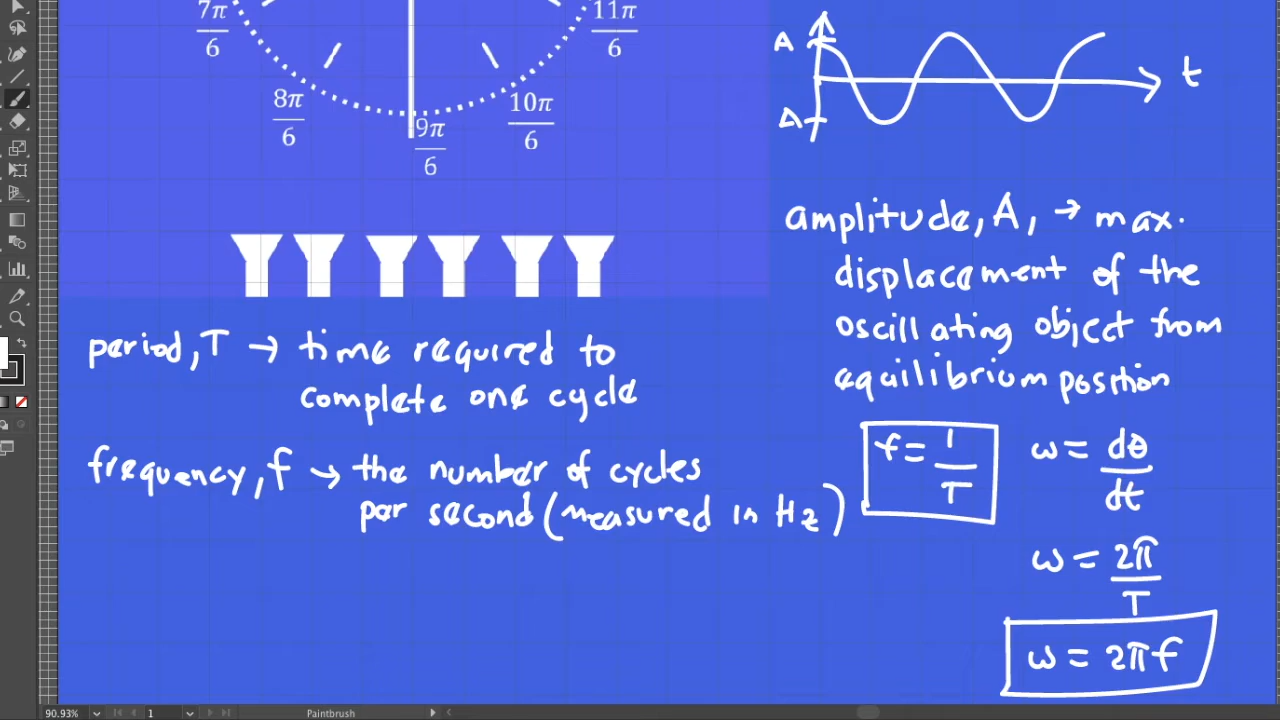 7π/6
11π/6
8π/6
10π/6
9π/6
A
t
A
amplitude, A, → max.
displacement of the
oscillating object from
equilibrium position
period, T → time required to
complete one cycle
frequency, f → the number of cycles
per second (measured in Hz)
f = 1/T
ω = dθ/dt
ω = 2π/T
ω = 2πf
90.93%
1
Paintbrush